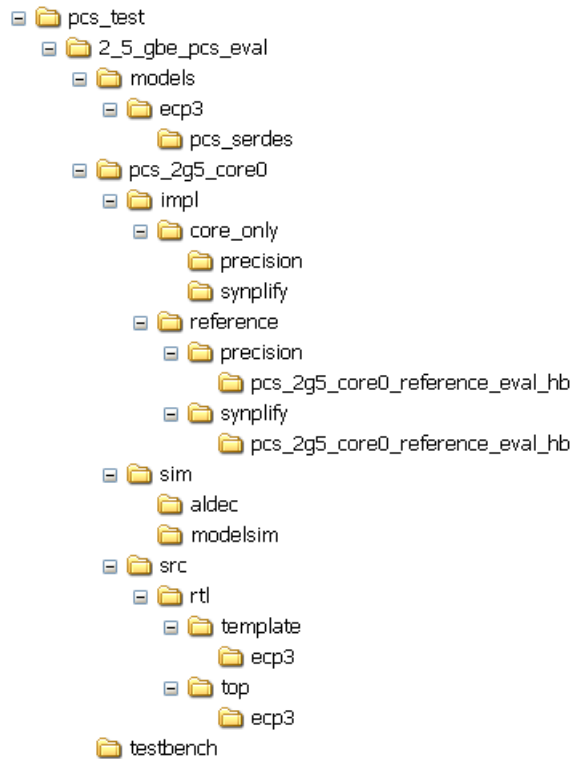 pcs_test
2_5_gbe_pcs_eval
models
ecp3
pcs_serdes
pcs_2g5_core0
impl
core_only
precision
synplify
reference
precision
pcs_2g5_core0_reference_eval_hb
synplify
pcs_2g5_core0_reference_eval_hb
sim
aldec
modelsim
src
rtl
template
ecp3
top
ecp3
testbench